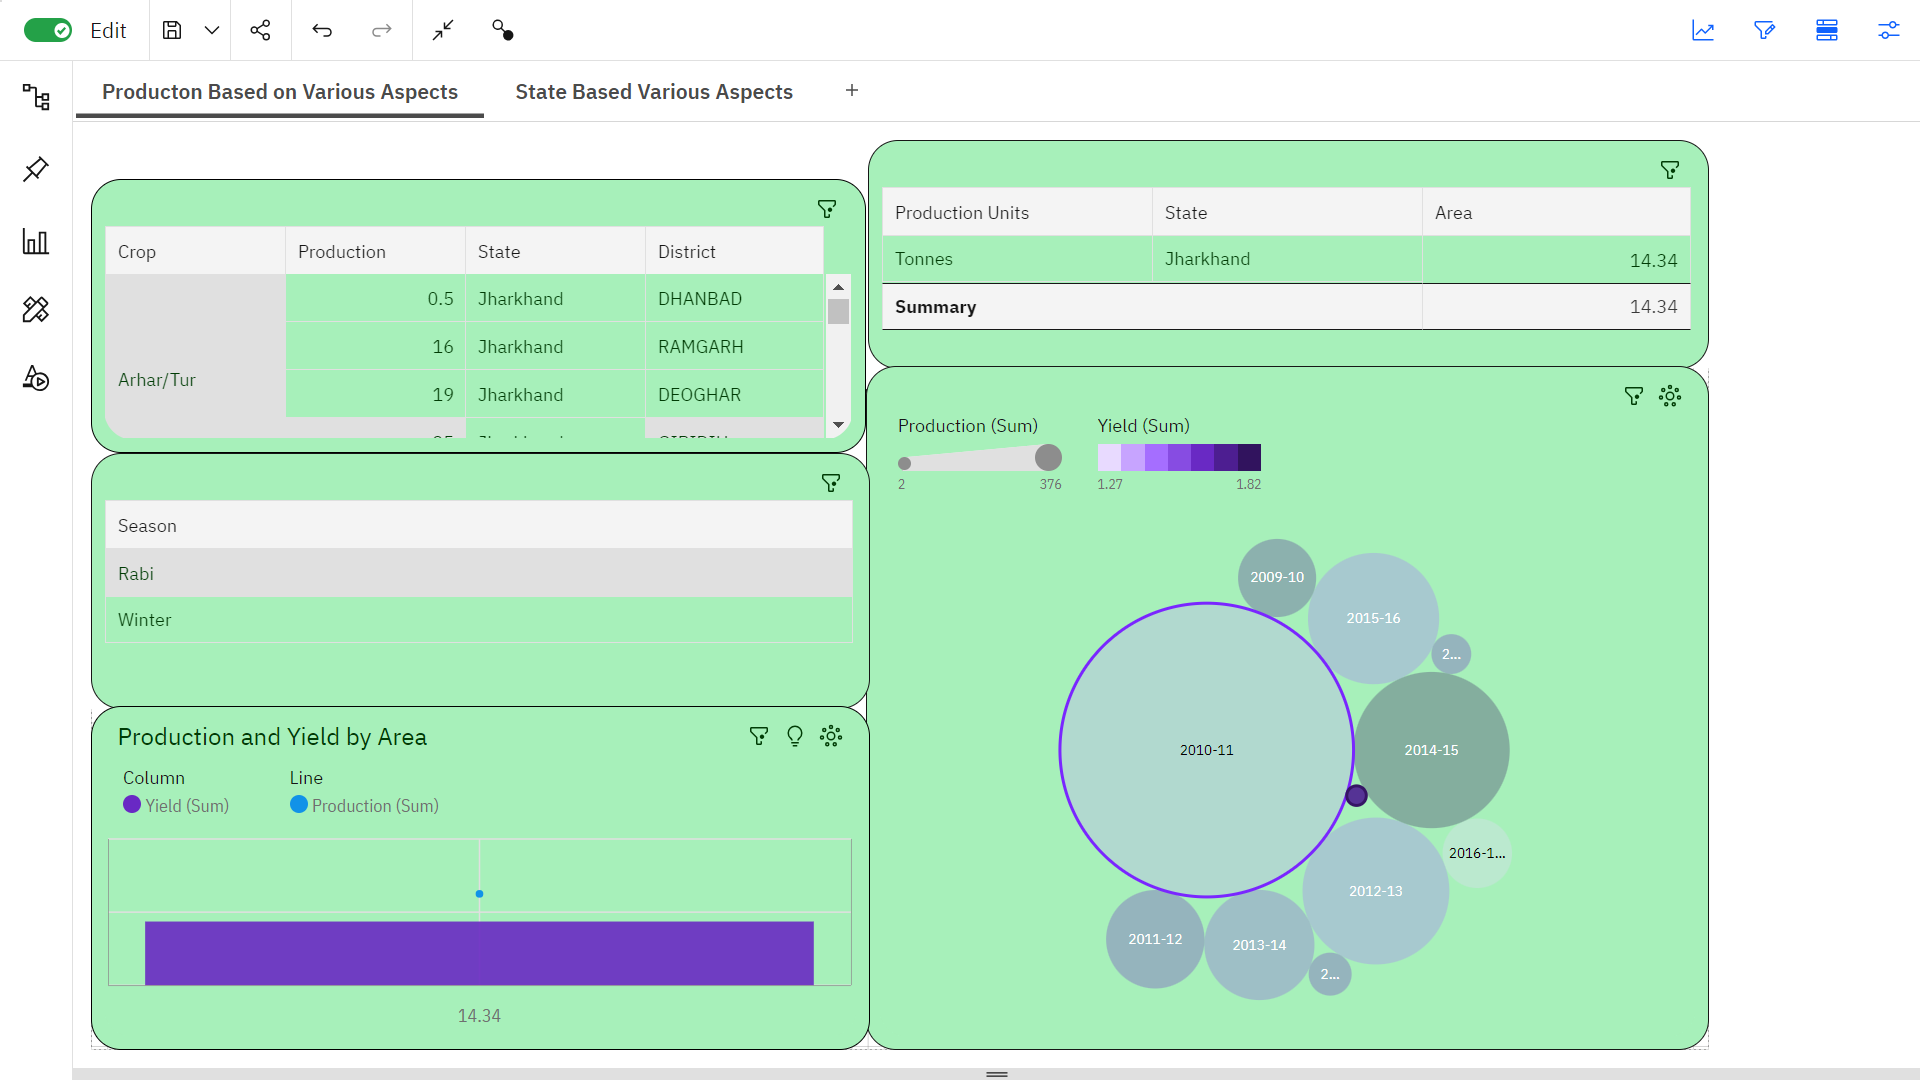 Edit
Producton Based on Various Aspects
State Based Various Aspects
Crop Production State District
Arhar/Tur
0.5 Jharkhand DHANBAD
16 Jharkhand RAMGARH
19 Jharkhand DEOGHAR
Production Units State Area
Tonnes Jharkhand 14.34
Summary 14.34
Season
Rabi
Winter
Production (Sum)
2 376
Yield (Sum)
1.27 1.82
2009-10
2015-16
2...
2010-11
2014-15
2016-1...
2012-13
2011-12
2013-14
2...
Production and Yield by Area
Column Line
Yield (Sum) Production (Sum)
14.34